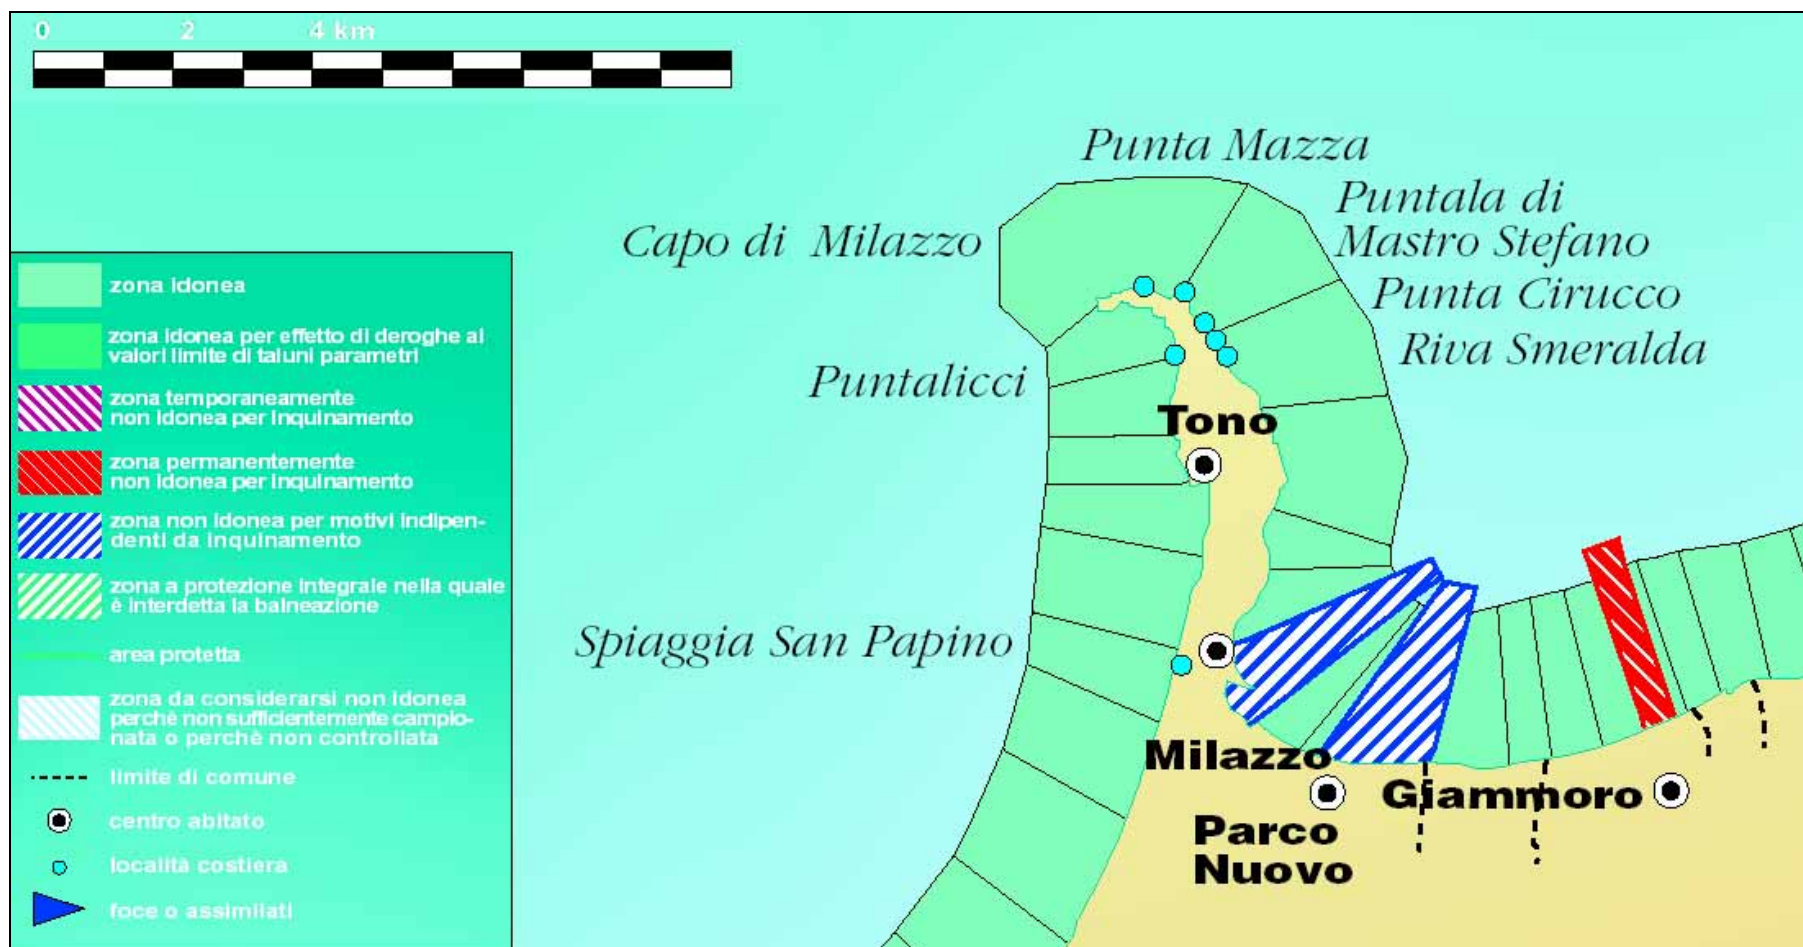 0 2 4 km
Punta Mazza
Puntala di
Mastro Stefano
Capo di Milazzo
Punta Cirucco
Riva Smeralda
Puntalicci
Tono
Spiaggia San Papino
Milazzo
Giammoro
Parco
Nuovo
zona idonea
zona idonea per effetto di deroghe ai
valori limite di taluni parametri
zona temporaneamente
non idonea per inquinamento
zona permanentemente
non idonea per inquinamento
zona non idonea per motivi indipen-
denti da inquinamento
zona a protezione integrale nella quale
è interdetta la balneazione
area protetta
zona da considerarsi non idonea
perchè non sufficientemente campio-
nata o perchè non controllata
limite di comune
centro abitato
località costiera
foce o assimilati